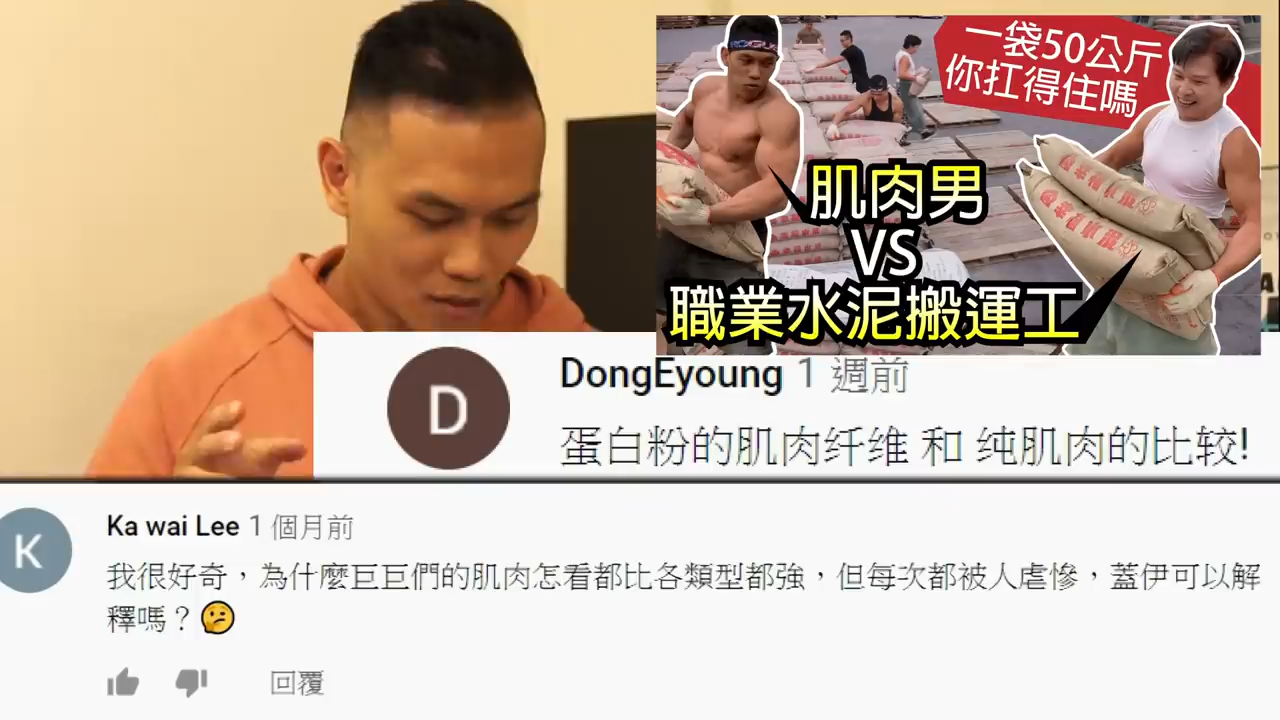 ROGUE
一袋50公斤
你扛得住嗎
肌肉男
VS
職業水泥搬運工
D
DongEyoung 1 週前
蛋白粉的肌肉纤维 和 纯肌肉的比较!
K
Ka wai Lee 1 個月前
我很好奇，為什麼巨巨們的肌肉怎看都比各類型都強，但每次都被人虐慘，蓋伊可以解
釋嗎？
回覆